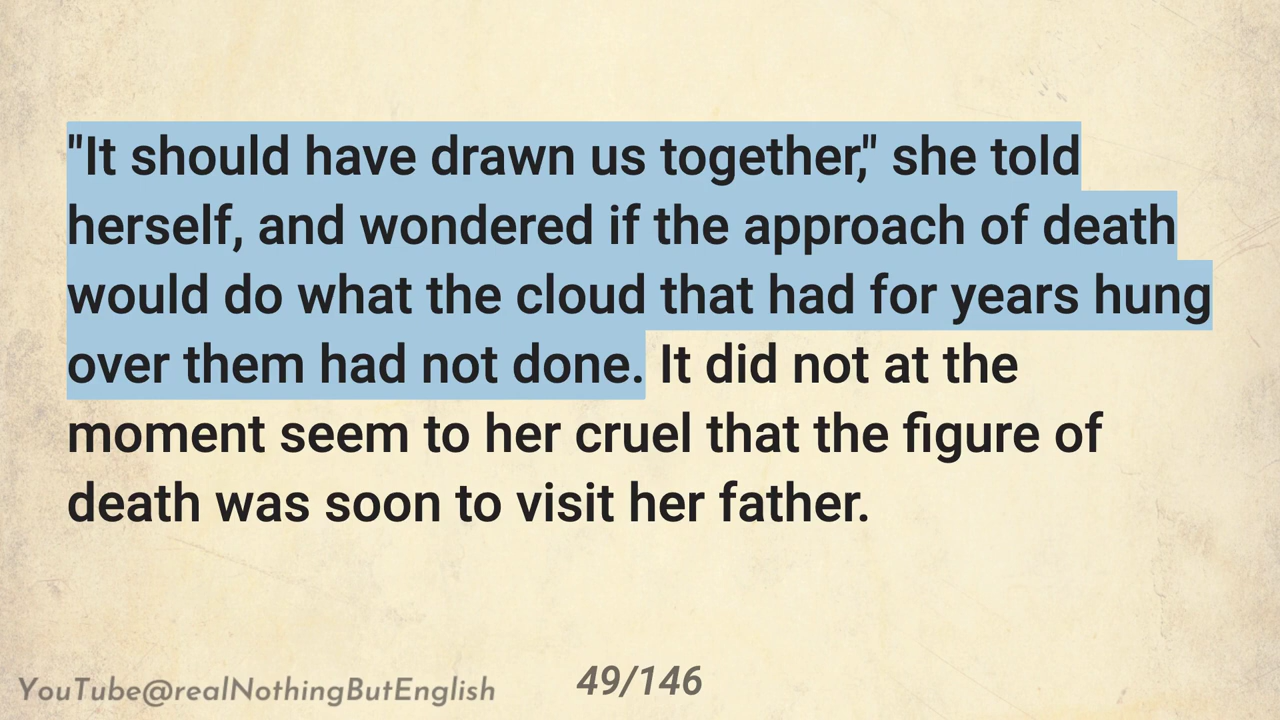 "It should have drawn us together," she told
herself, and wondered if the approach of death
would do what the cloud that had for years hung
over them had not done. It did not at the
moment seem to her cruel that the figure of
death was soon to visit her father.
YouTube@realNothingButEnglish
49/146